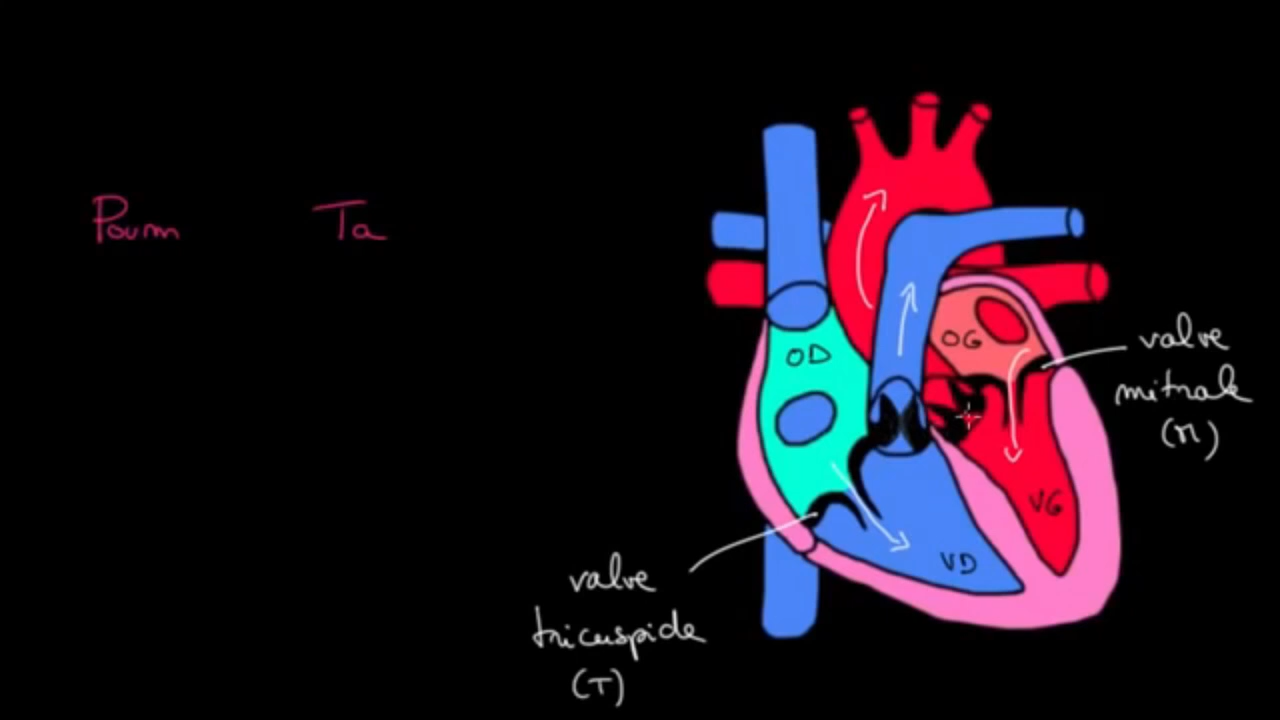 Poum Ta
OD
OG
valve
mitrale
(M)
VG
VD
valve
tricuspide
(T)